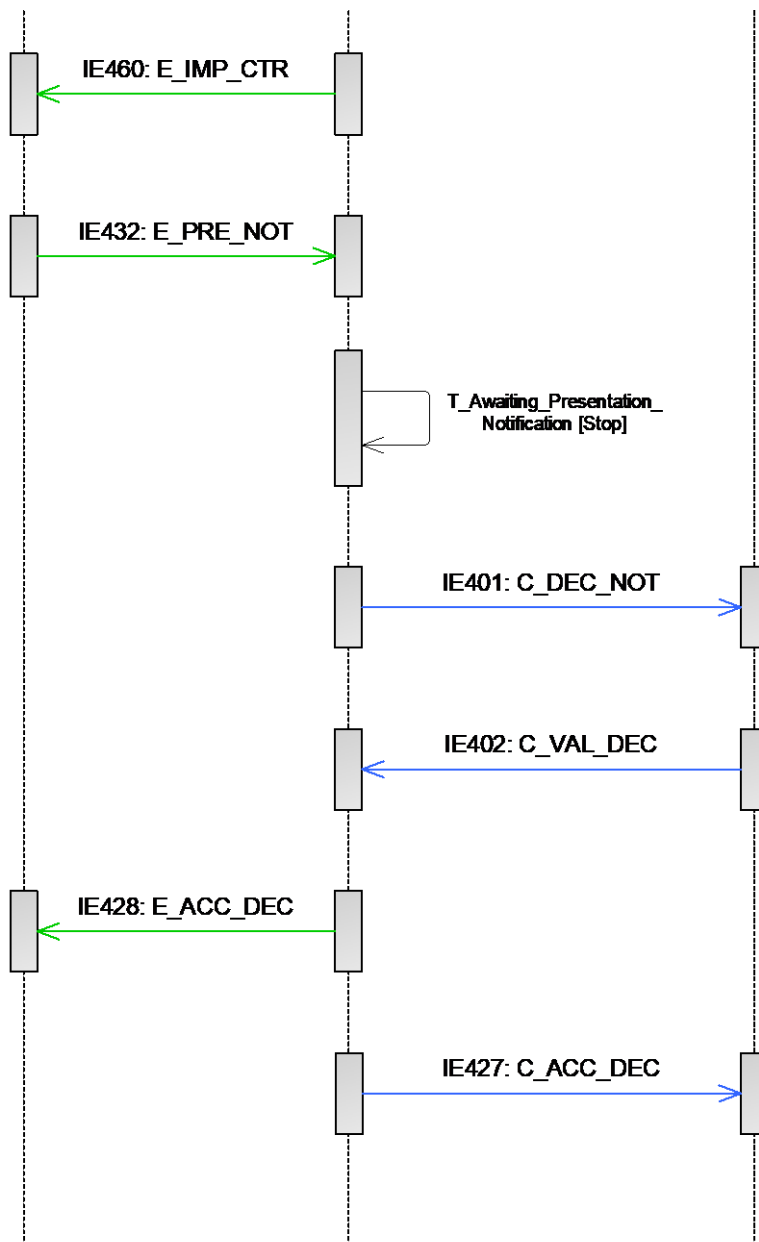 IE460: E_IMP_CTR
IE432: E_PRE_NOT
T_Awaiting_Presentation_
Notification [Stop]
IE401: C_DEC_NOT
IE402: C_VAL_DEC
IE428: E_ACC_DEC
IE427: C_ACC_DEC